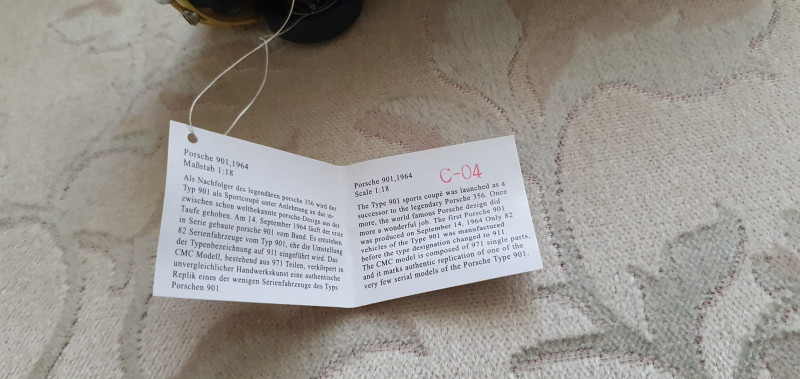 Porsche 901,1964
Maßstab 1:18
Als Nachfolger des legendären porsche 356 wird das
Typ 901 als Sportcoupé unter Anlehnung an das in-
zwischen schon weltbekannte porsche-Design aus der
Taufe gehoben. Am 14. September 1964 läuft der erste
in Serie gebaute porsche 901 vom Band. Es entstehen
82 Serienfahrzeuge vom Typ 901, ehe die Umstellung
der Typenbezeichnung auf 911 eingeführt wird. Das
CMC Modell, bestehend aus 971 Teilen, verkörpert in
unvergleichlicher Handwerkskunst eine authentische
Replik eines der wenigen Serienfahrzeuge des Typs
Porschen 901.
Porsche 901,1964
Scale 1:18
C-04
The Type 901 sports coupé was launched as a
successor to the legendary Porsche 356. Once
more, the world famous Porsche design did
more a wonderful job. The first Porsche 901
was produced on September 14, 1964 Only 82
vehicles of the Type 901 was manufactured
before the type designation changed to 911.
The CMC model is composed of 971 single parts,
and it marks authentic replication of one of the
very few serial models of the Porsche Type 901.